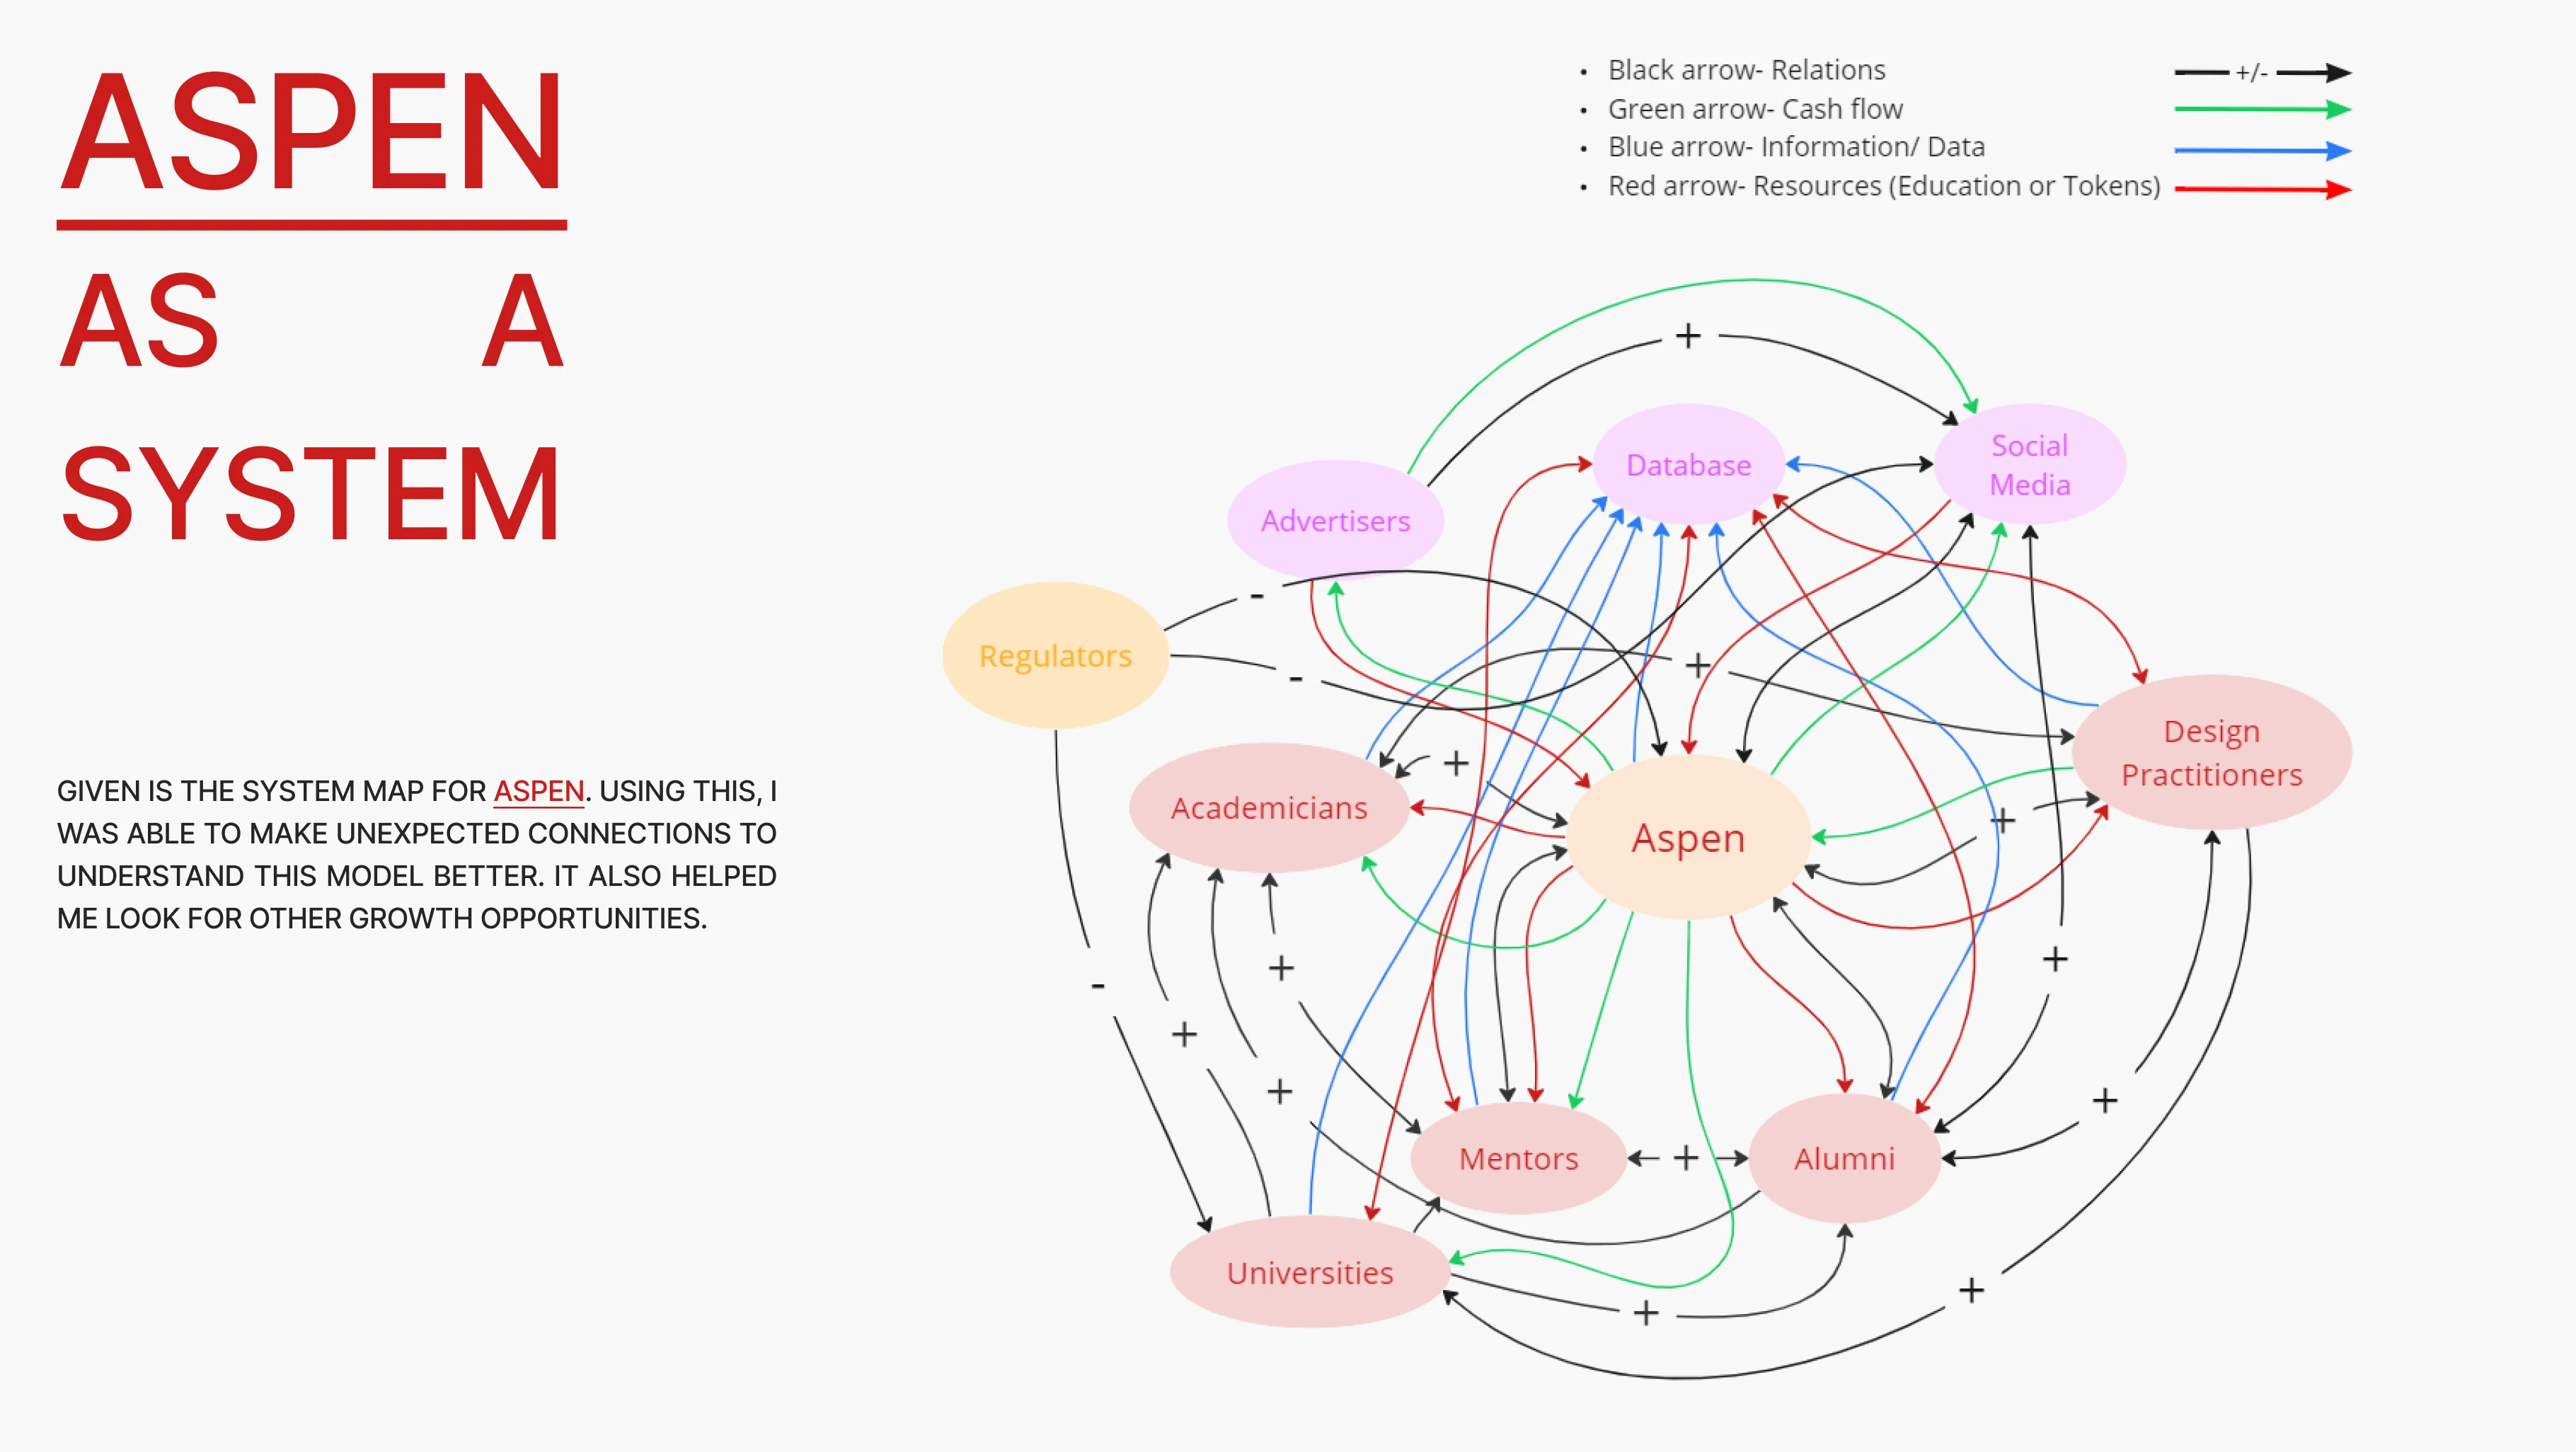 ASPEN
AS A
SYSTEM
GIVEN IS THE SYSTEM MAP FOR ASPEN. USING THIS, I
WAS ABLE TO MAKE UNEXPECTED CONNECTIONS TO
UNDERSTAND THIS MODEL BETTER. IT ALSO HELPED
ME LOOK FOR OTHER GROWTH OPPORTUNITIES.
• Black arrow- Relations +/-
• Green arrow- Cash flow
• Blue arrow- Information/ Data
• Red arrow- Resources (Education or Tokens)
+
Social
Media
Database
Advertisers
-
Regulators
+
-
Design
Practitioners
+
Academicians
+
Aspen
+
+
-
+
+
+
Mentors
+
Alumni
Universities
+
+